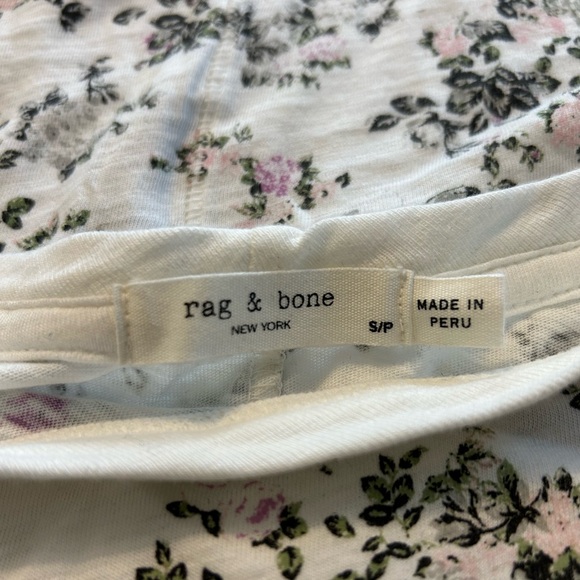 rag & bone
NEW YORK
S/P
MADE IN
PERU